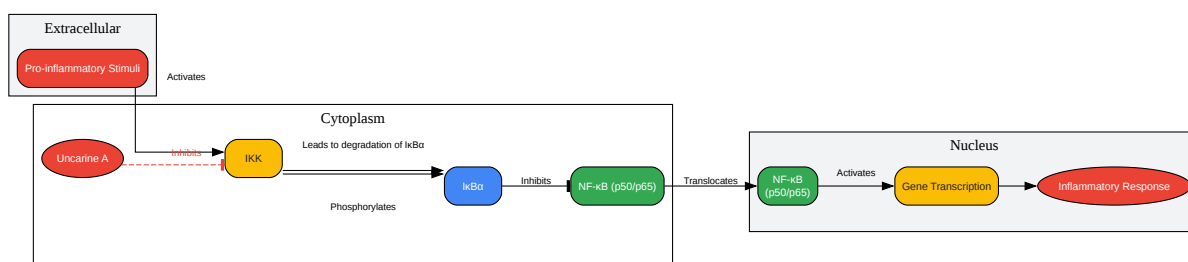 Extracellular
Pro-inflammatory Stimuli
Activates
Cytoplasm
Uncarine A
Inhibits
IKK
Leads to degradation of IκBα
Phosphorylates
IκBα
Inhibits
NF-κB (p50/p65)
Translocates
Nucleus
NF-κB
(p50/p65)
Activates
Gene Transcription
Inflammatory Response